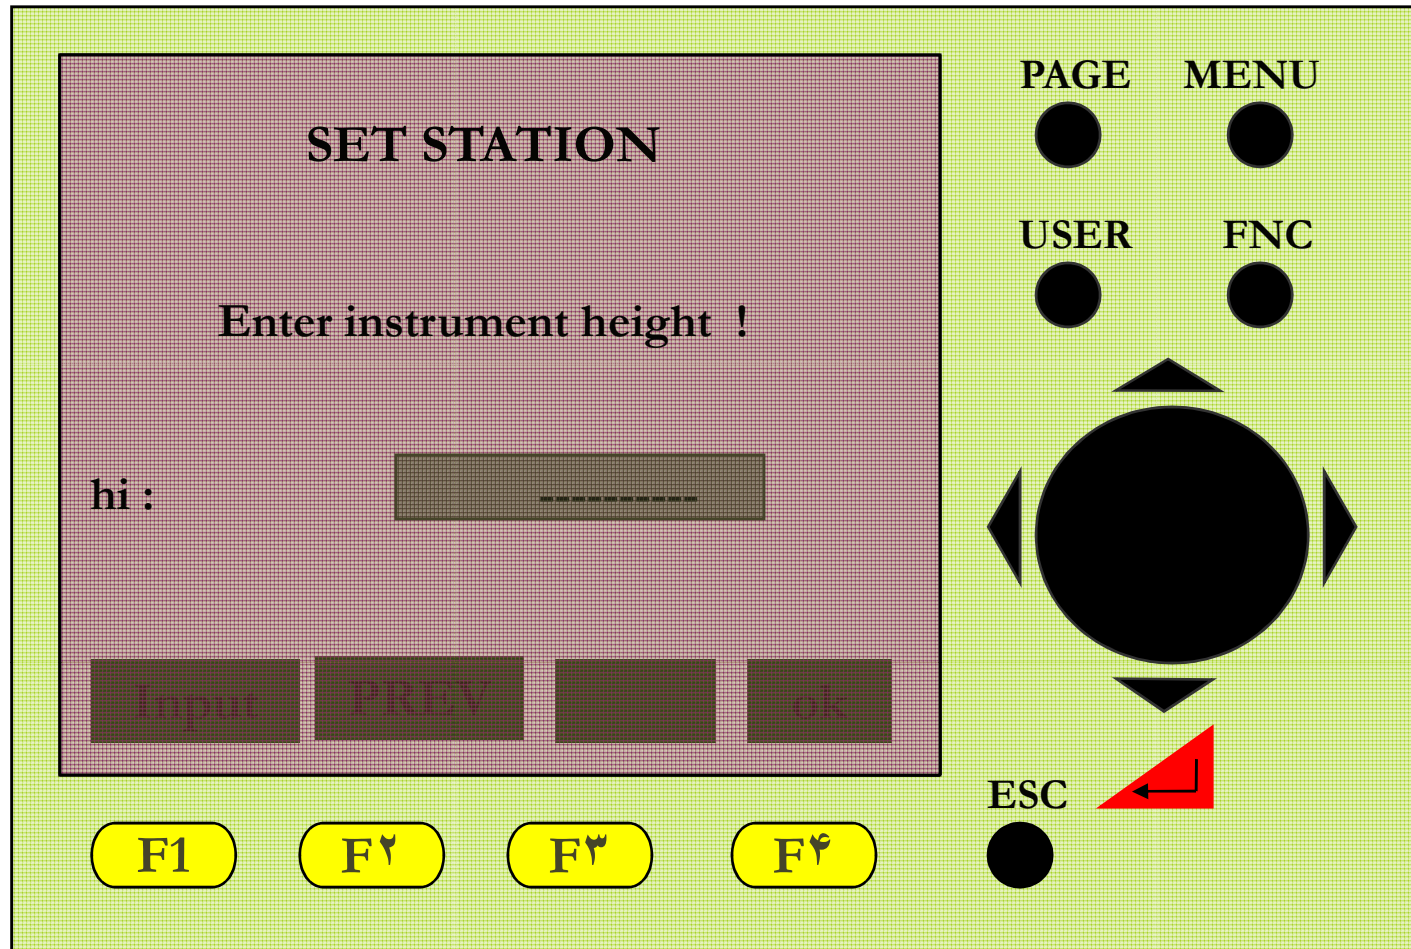 PAGE MENU
SET STATION
USER FNC
Enter instrument height !
hi : ----------
Input PREV ok
ESC
F1 F۲ F۳ F۴